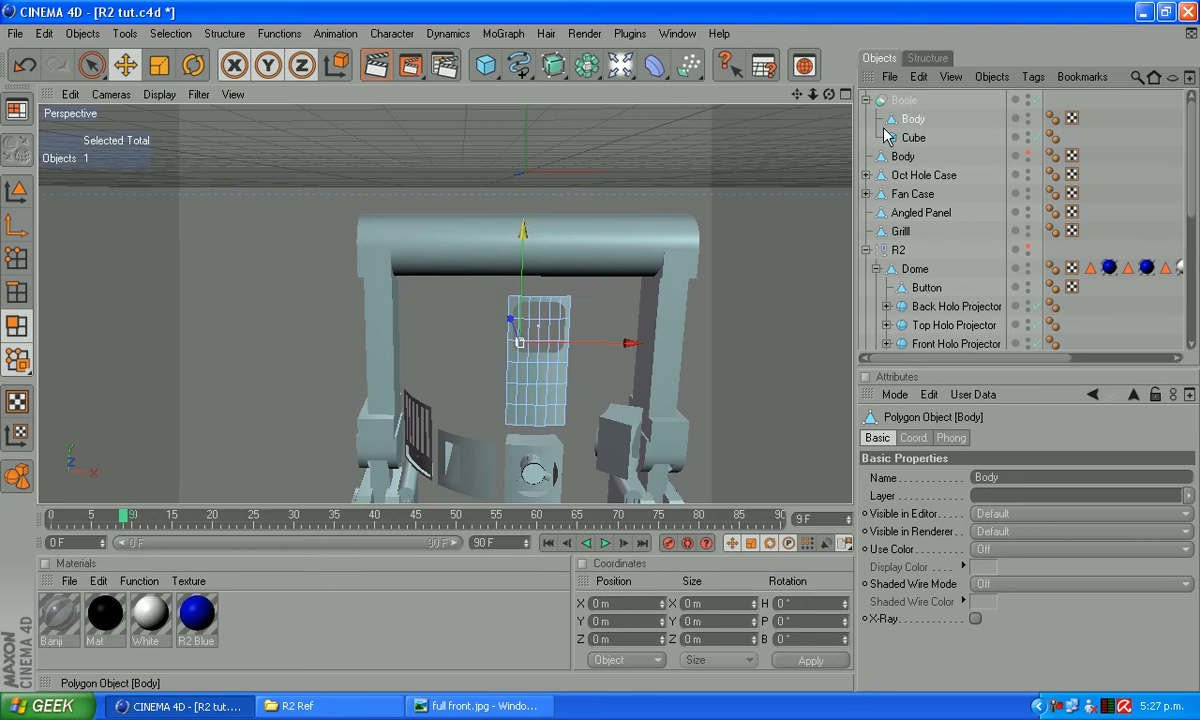 CINEMA 4D - [R2 tut.c4d *]
File Edit Objects Tools Selection Structure Functions Animation Character Dynamics MoGraph Hair Render Plugins Window Help
X Y Z
Edit Cameras Display Filter View
Perspective
Selected Total
Objects 1
Y
Z
X
0 5 9 15 20 25 30 35 40 45 50 55 60 65 70 75 80 85 90 9 F
0 F 0 F 90 F 90 F
Materials
File Edit Function Texture
Banji Mat White R2 Blue
MAXON
CINEMA 4D
Coordinates
Position Size Rotation
X 0 m X 0 m H 0 °
Y 0 m Y 0 m P 0 °
Z 0 m Z 0 m B 0 °
Object Size Apply
Polygon Object [Body]
Objects Structure
File Edit View Objects Tags Bookmarks
Boole
Body
Cube
Body
Oct Hole Case
Fan Case
Angled Panel
Grill
R2
Dome
Button
Back Holo Projector
Top Holo Projector
Front Holo Projector
Attributes
Mode Edit User Data
Polygon Object [Body]
Basic Coord. Phong
Basic Properties
Name Body
Layer
Visible in Editor Default
Visible in Renderer Default
Use Color Off
Display Color
Shaded Wire Mode Off
Shaded Wire Color
X-Ray
GEEK CINEMA 4D - [R2 tut.... R2 Ref full front.jpg - Windo... 5:27 p.m.